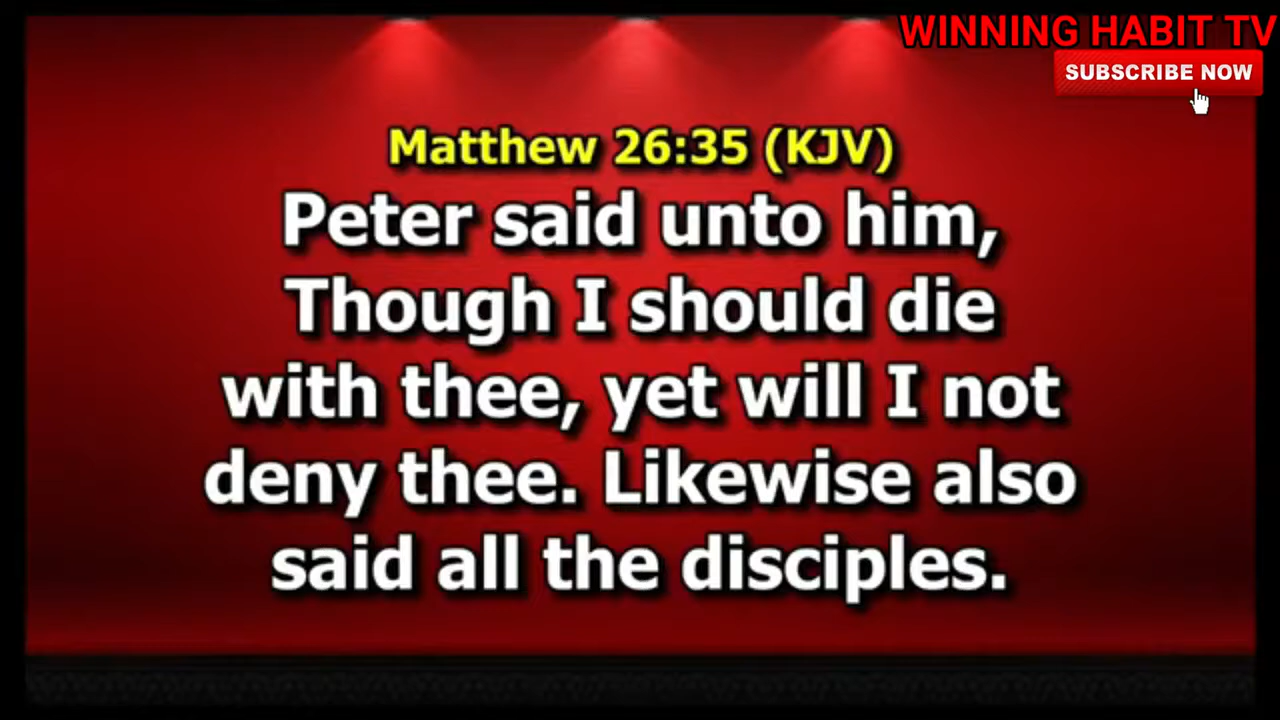 WINNING HABIT TV
SUBSCRIBE NOW
Matthew 26:35 (KJV)
Peter said unto him,
Though I should die
with thee, yet will I not
deny thee. Likewise also
said all the disciples.